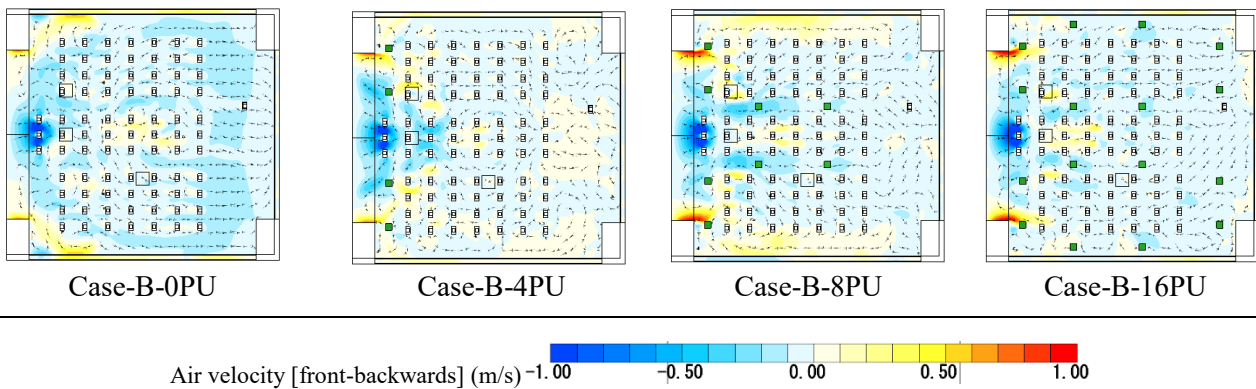 Case-B-0PU Case-B-4PU Case-B-8PU Case-B-16PU
Air velocity [front-backwards] (m/s) -1.00 -0.50 0.00 0.50 1.00